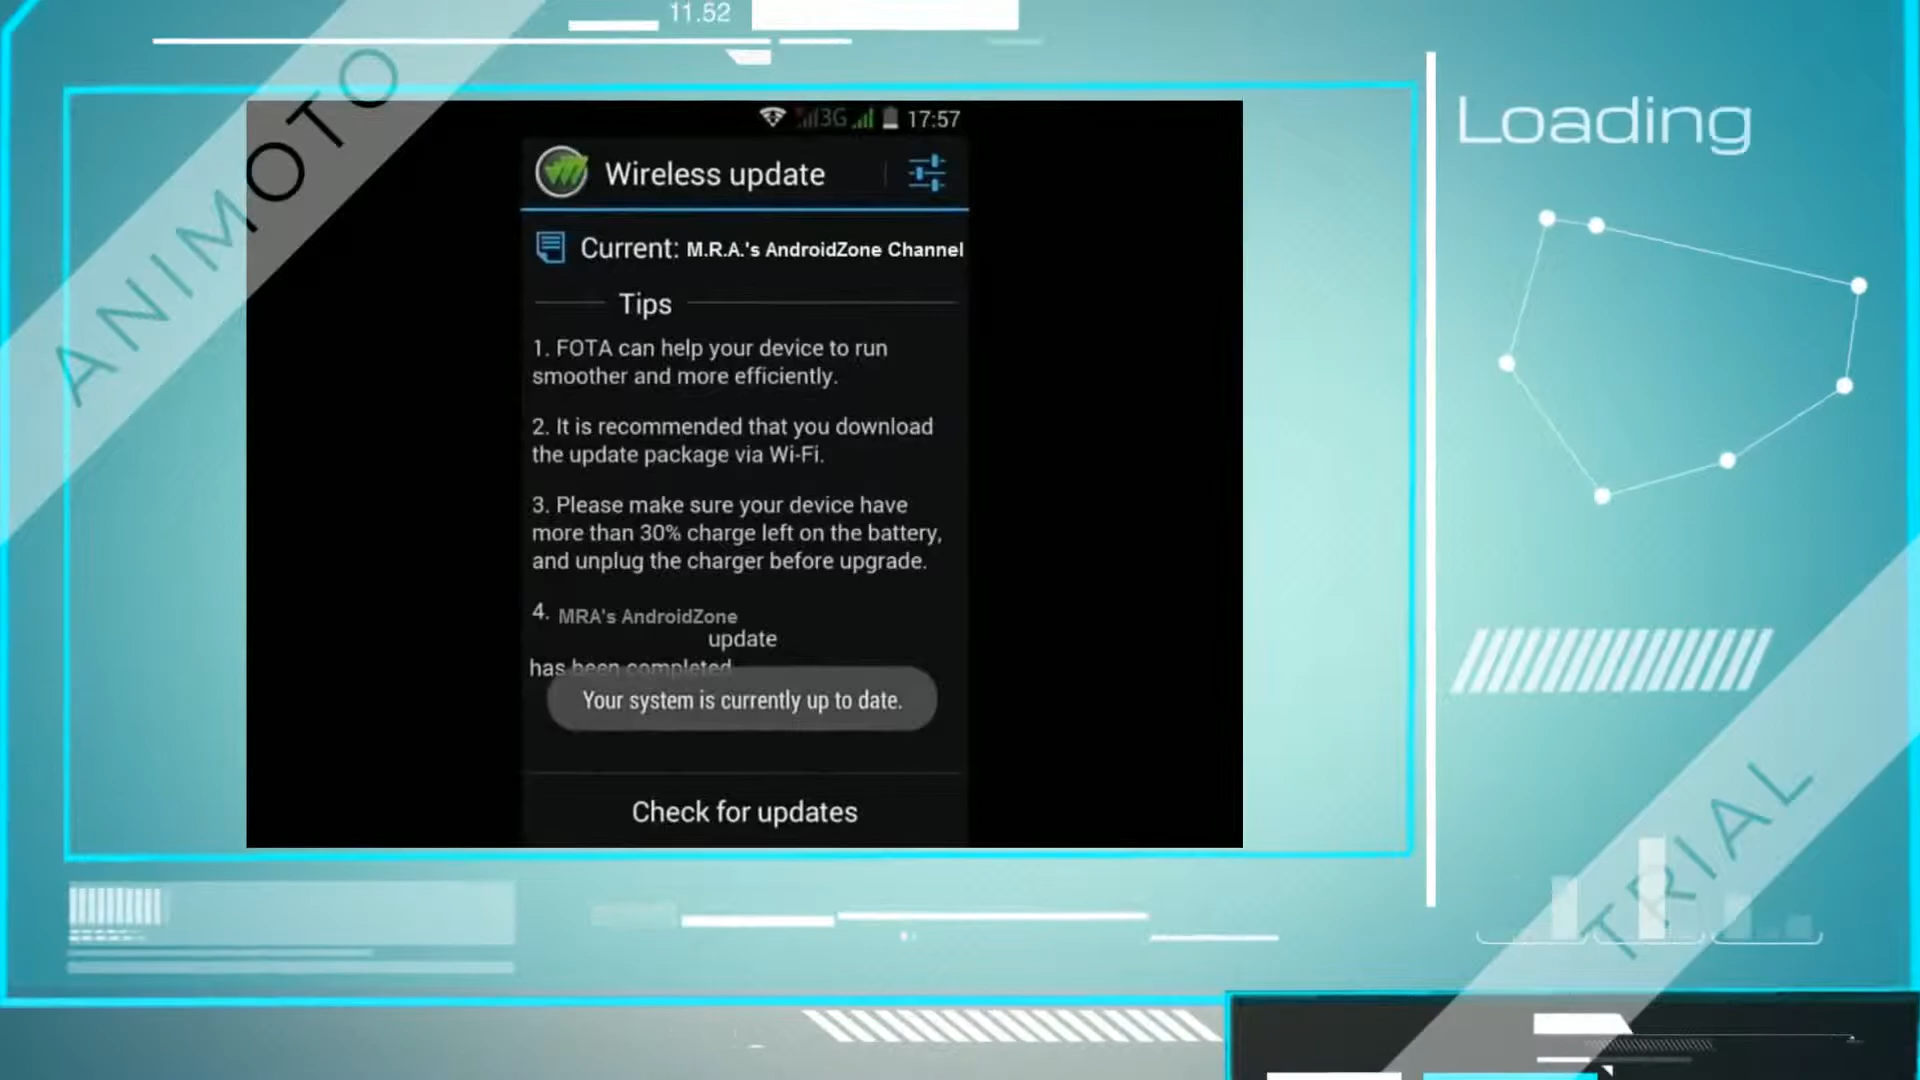 11.52
ANIMOTO
Loading
3G 17:57
Wireless update
Current: M.R.A.'s AndroidZone Channel
Tips
1. FOTA can help your device to run
smoother and more efficiently.
2. It is recommended that you download
the update package via Wi-Fi.
3. Please make sure your device have
more than 30% charge left on the battery,
and unplug the charger before upgrade.
4. MRA's AndroidZone
update
has been completed
Your system is currently up to date.
Check for updates
TRIAL